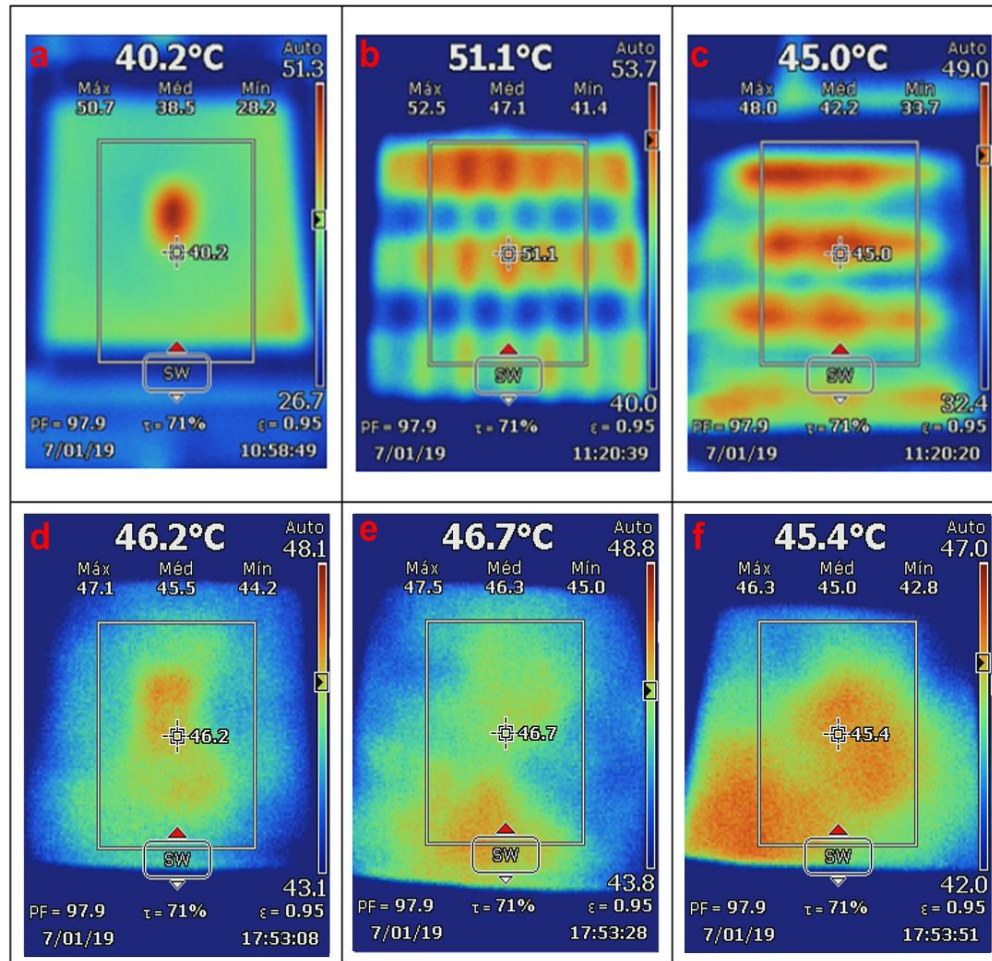 a 40.2°C Auto
51.3
Máx Méd Mín
50.7 38.5 28.2
40.2
SW
26.7
PF= 97.9 τ= 71% ε= 0.95
7/01/19 10:58:49
b 51.1°C Auto
53.7
Máx Méd Mín
52.5 47.1 41.4
51.1
SW
40.0
PF= 97.9 τ= 71% ε= 0.95
7/01/19 11:20:39
c 45.0°C Auto
49.0
Máx Méd Mín
48.0 42.2 33.7
45.0
SW
32.4
PF= 97.9 τ= 71% ε= 0.95
7/01/19 11:20:20
d 46.2°C Auto
48.1
Máx Méd Mín
47.1 45.5 44.2
46.2
SW
43.1
PF= 97.9 τ= 71% ε= 0.95
7/01/19 17:53:08
e 46.7°C Auto
48.8
Máx Méd Mín
47.5 46.3 45.0
46.7
SW
43.8
PF= 97.9 τ= 71% ε= 0.95
7/01/19 17:53:28
f 45.4°C Auto
47.0
Máx Méd Mín
46.3 45.0 42.8
45.4
SW
42.0
PF= 97.9 τ= 71% ε= 0.95
7/01/19 17:53:51